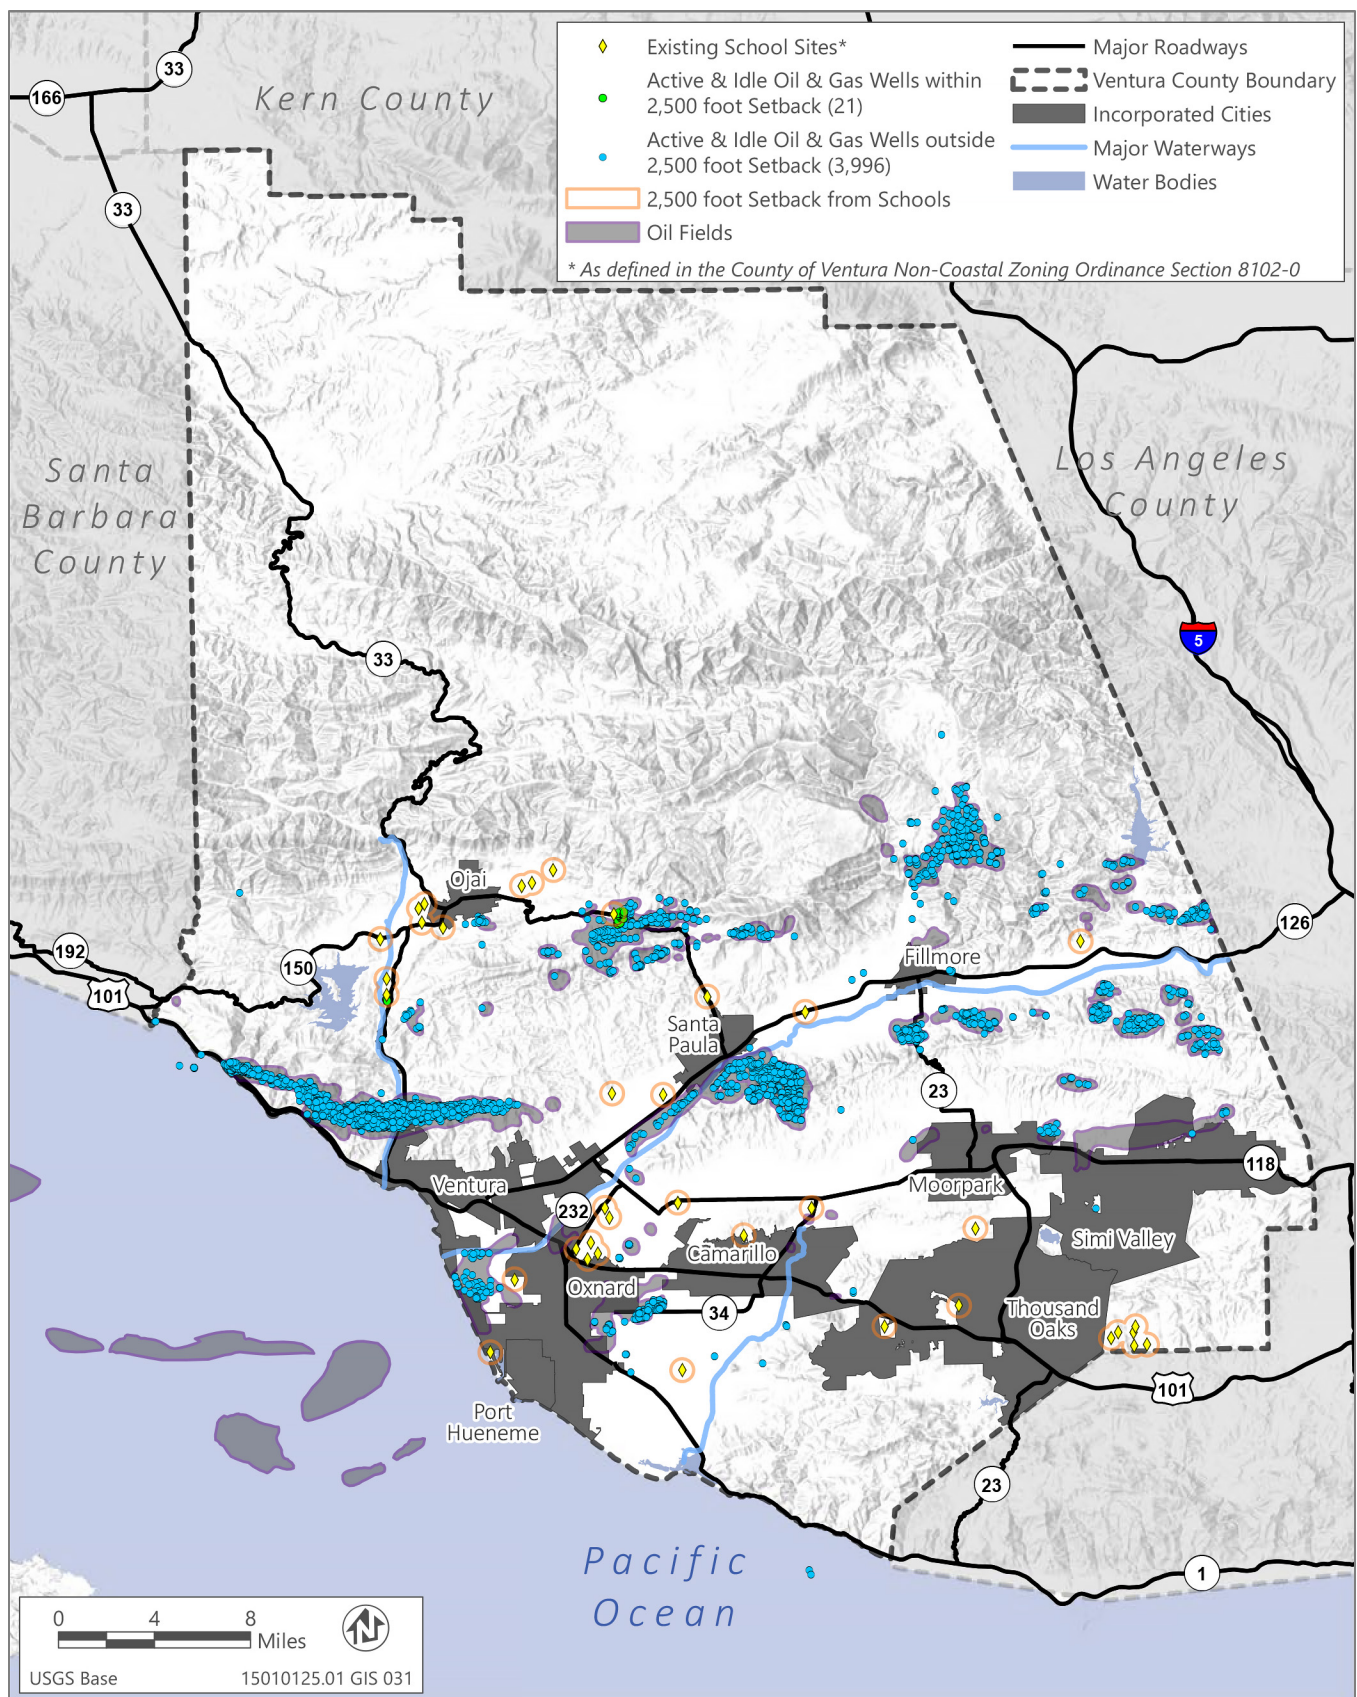 Existing School Sites*
Active & Idle Oil & Gas Wells within
2,500 foot Setback (21)
Active & Idle Oil & Gas Wells outside
2,500 foot Setback (3,996)
2,500 foot Setback from Schools
Oil Fields
Major Roadways
Ventura County Boundary
Incorporated Cities
Major Waterways
Water Bodies
* As defined in the County of Ventura Non-Coastal Zoning Ordinance Section 8102-0
33
166
Kern County
33
Santa
Barbara
County
Los Angeles
County
5
33
Ojai
126
192
150
101
Fillmore
Santa
Paula
23
118
Ventura
Moorpark
232
Simi Valley
Camarillo
Oxnard
34
Thousand
Oaks
101
Port
Hueneme
23
Pacific
Ocean
1
0 4 8
Miles
N
USGS Base
15010125.01 GIS 031